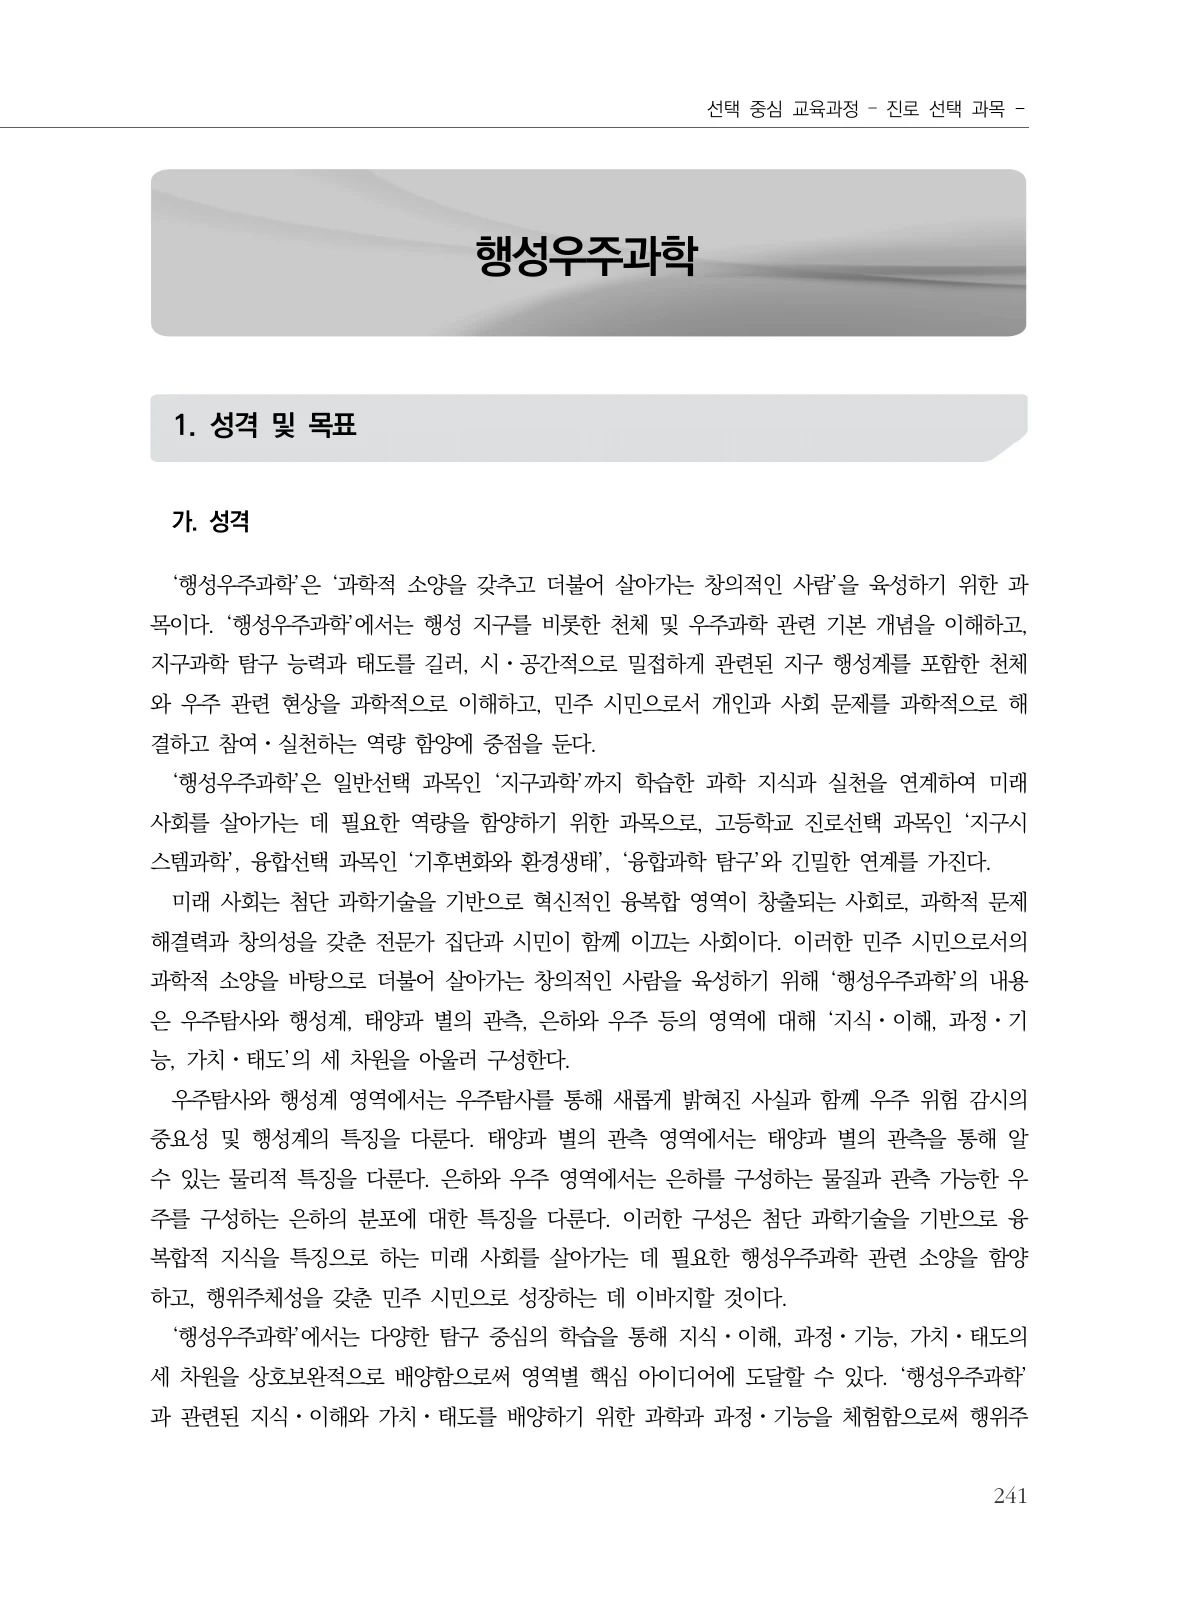 선택 중심 교육과정 - 진로 선택 과목 -
행성우주과학
1. 성격 및 목표
가. 성격
‘행성우주과학’은 ‘과학적 소양을 갖추고 더불어 살아가는 창의적인 사람’을 육성하기 위한 과
목이다. ‘행성우주과학’에서는 행성 지구를 비롯한 천체 및 우주과학 관련 기본 개념을 이해하고,
지구과학 탐구 능력과 태도를 길러, 시・공간적으로 밀접하게 관련된 지구 행성계를 포함한 천체
와 우주 관련 현상을 과학적으로 이해하고, 민주 시민으로서 개인과 사회 문제를 과학적으로 해
결하고 참여・실천하는 역량 함양에 중점을 둔다.
‘행성우주과학’은 일반선택 과목인 ‘지구과학’까지 학습한 과학 지식과 실천을 연계하여 미래
사회를 살아가는 데 필요한 역량을 함양하기 위한 과목으로, 고등학교 진로선택 과목인 ‘지구시
스템과학’, 융합선택 과목인 ‘기후변화와 환경생태’, ‘융합과학 탐구’와 긴밀한 연계를 가진다.
미래 사회는 첨단 과학기술을 기반으로 혁신적인 융복합 영역이 창출되는 사회로, 과학적 문제
해결력과 창의성을 갖춘 전문가 집단과 시민이 함께 이끄는 사회이다. 이러한 민주 시민으로서의
과학적 소양을 바탕으로 더불어 살아가는 창의적인 사람을 육성하기 위해 ‘행성우주과학’의 내용
은 우주탐사와 행성계, 태양과 별의 관측, 은하와 우주 등의 영역에 대해 ‘지식・이해, 과정・기
능, 가치・태도’의 세 차원을 아울러 구성한다.
우주탐사와 행성계 영역에서는 우주탐사를 통해 새롭게 밝혀진 사실과 함께 우주 위험 감시의
중요성 및 행성계의 특징을 다룬다. 태양과 별의 관측 영역에서는 태양과 별의 관측을 통해 알
수 있는 물리적 특징을 다룬다. 은하와 우주 영역에서는 은하를 구성하는 물질과 관측 가능한 우
주를 구성하는 은하의 분포에 대한 특징을 다룬다. 이러한 구성은 첨단 과학기술을 기반으로 융
복합적 지식을 특징으로 하는 미래 사회를 살아가는 데 필요한 행성우주과학 관련 소양을 함양
하고, 행위주체성을 갖춘 민주 시민으로 성장하는 데 이바지할 것이다.
‘행성우주과학’에서는 다양한 탐구 중심의 학습을 통해 지식・이해, 과정・기능, 가치・태도의
세 차원을 상호보완적으로 배양함으로써 영역별 핵심 아이디어에 도달할 수 있다. ‘행성우주과학’
과 관련된 지식・이해와 가치・태도를 배양하기 위한 과학과 과정・기능을 체험함으로써 행위주
241